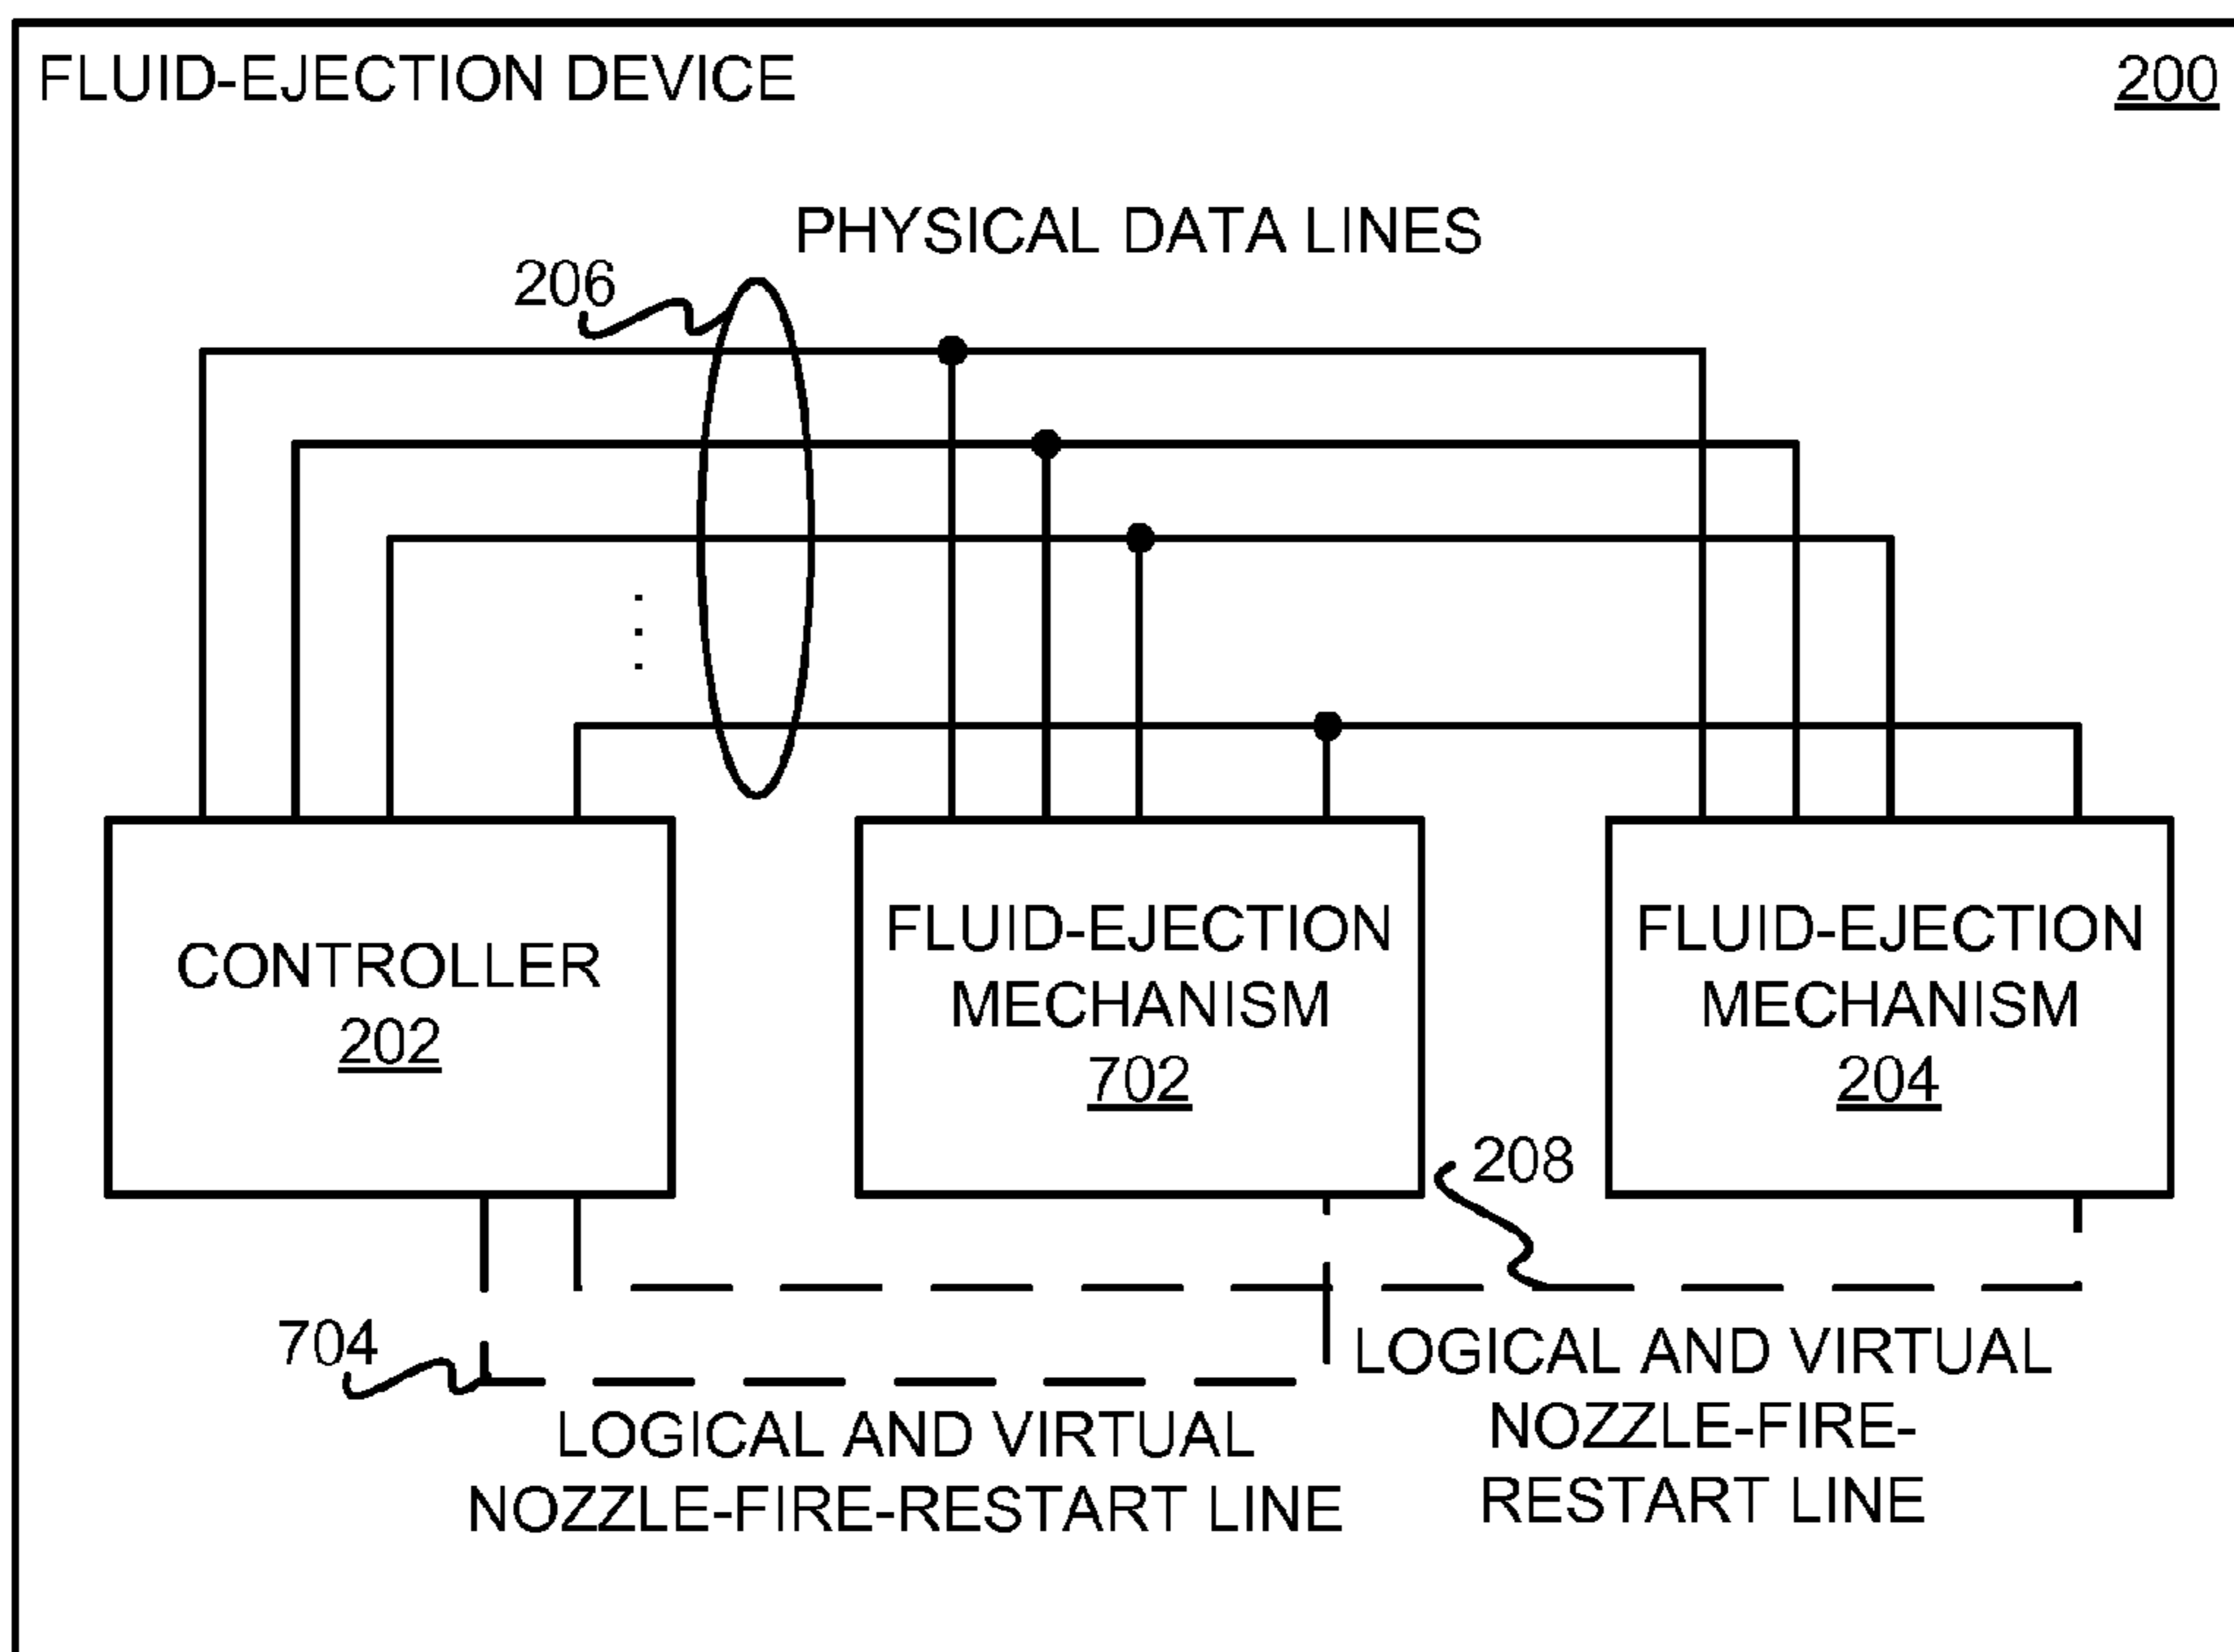 FLUID-EJECTION DEVICE
200
PHYSICAL DATA LINES
206
CONTROLLER
202
FLUID-EJECTION
MECHANISM
702
FLUID-EJECTION
MECHANISM
204
208
704
LOGICAL AND VIRTUAL
NOZZLE-FIRE-RESTART LINE
LOGICAL AND VIRTUAL
NOZZLE-FIRE-
RESTART LINE